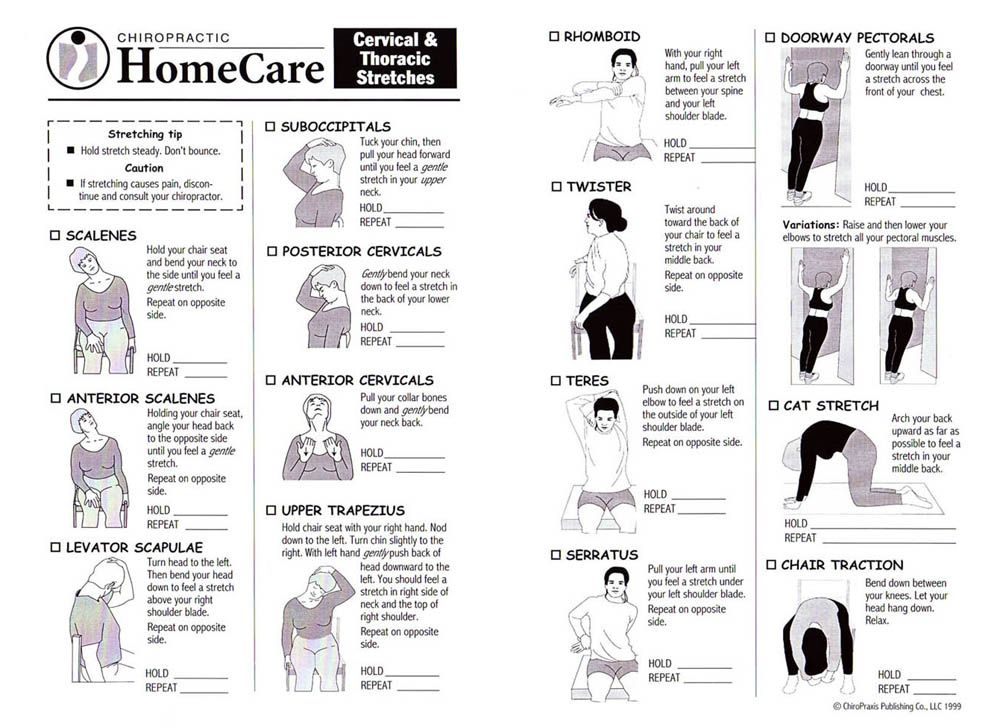 CHIROPRACTIC
HomeCare
Cervical &
Thoracic
Stretches
Stretching tip
■ Hold stretch steady. Don't bounce.
Caution
■ If stretching causes pain, discon-
tinue and consult your chiropractor.
☐ SCALENES
Hold your chair seat
and bend your neck to
the side until you feel a
gentle stretch.
Repeat on opposite
side.
HOLD
REPEAT
☐ ANTERIOR SCALENES
Holding your chair seat,
angle your head back
to the opposite side
until you feel a gentle
stretch.
Repeat on opposite
side.
HOLD
REPEAT
☐ LEVATOR SCAPULAE
Turn head to the left.
Then bend your head
down to feel a stretch
above your right
shoulder blade.
Repeat on opposite
side.
HOLD
REPEAT
☐ SUBOCCIPITALS
Tuck your chin, then
pull your head forward
until you feel a gentle
stretch in your upper
neck.
HOLD
REPEAT
☐ POSTERIOR CERVICALS
Gently bend your neck
down to feel a stretch in
the back of your lower
neck.
HOLD
REPEAT
☐ ANTERIOR CERVICALS
Pull your collar bones
down and gently bend
your neck back.
HOLD
REPEAT
☐ UPPER TRAPEZIUS
Hold chair seat with your right hand. Nod
down to the left. Turn chin slightly to the
right. With left hand gently push back of
head downward to the
left. You should feel a
stretch in right side of
neck and the top of
right shoulder.
Repeat on opposite
side.
HOLD
REPEAT
☐ RHOMBOID
With your right
hand, pull your left
arm to feel a stretch
between your spine
and your left
shoulder blade.
HOLD
REPEAT
☐ TWISTER
Twist around
toward the back of
your chair to feel a
stretch in your
middle back.
Repeat on opposite
side.
HOLD
REPEAT
☐ TERES
Push down on your left
elbow to feel a stretch on
the outside of your left
shoulder blade.
Repeat on opposite side.
HOLD
REPEAT
☐ SERRATUS
Pull your left arm until
you feel a stretch under
your left shoulder blade.
Repeat on opposite
side.
HOLD
REPEAT
☐ DOORWAY PECTORALS
Gently lean through a
doorway until you feel
a stretch across the
front of your chest.
HOLD
REPEAT
Variations: Raise and then lower your
elbows to stretch all your pectoral muscles.
☐ CAT STRETCH
Arch your back
upward as far as
possible to feel a
stretch in your
middle back.
HOLD
REPEAT
☐ CHAIR TRACTION
Bend down between
your knees. Let your
head hang down.
Relax.
HOLD
REPEAT
© ChiroPraxis Publishing Co., LLC 1999